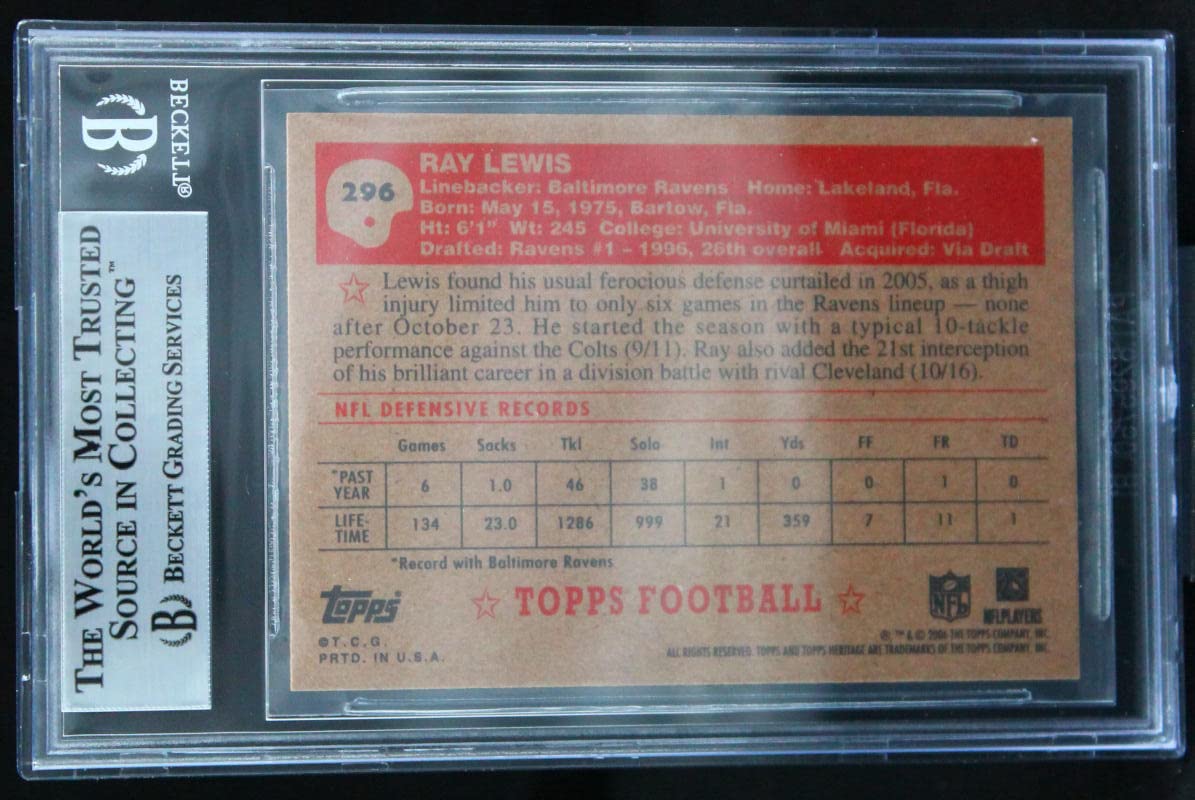 BECKETT®
B
THE WORLD'S MOST TRUSTED
SOURCE IN COLLECTING™
B BECKETT GRADING SERVICES
296
RAY LEWIS
Linebacker: Baltimore Ravens Home: Lakeland, Fla.
Born: May 15, 1975, Bartow, Fla.
Ht: 6'1" Wt: 245 College: University of Miami (Florida)
Drafted: Ravens #1 - 1996, 26th overall Acquired: Via Draft
Lewis found his usual ferocious defense curtailed in 2005, as a thigh
injury limited him to only six games in the Ravens lineup — none
after October 23. He started the season with a typical 10-tackle
performance against the Colts (9/11). Ray also added the 21st interception
of his brilliant career in a division battle with rival Cleveland (10/16).
NFL DEFENSIVE RECORDS
Games Sacks Tkl Solo Int Yds FF FR TD
*PAST YEAR 6 1.0 46 38 1 0 0 1 0
LIFE-TIME 134 23.0 1286 999 21 359 7 11 1
*Record with Baltimore Ravens
topps
TOPPS FOOTBALL
NFL
NFLPLAYERS
©T.C.G.
PRTD. IN U.S.A.
® ™ & © 2006 THE TOPPS COMPANY, INC.
ALL RIGHTS RESERVED. TOPPS AND TOPPS HERITAGE ARE TRADEMARKS OF THE TOPPS COMPANY, INC.